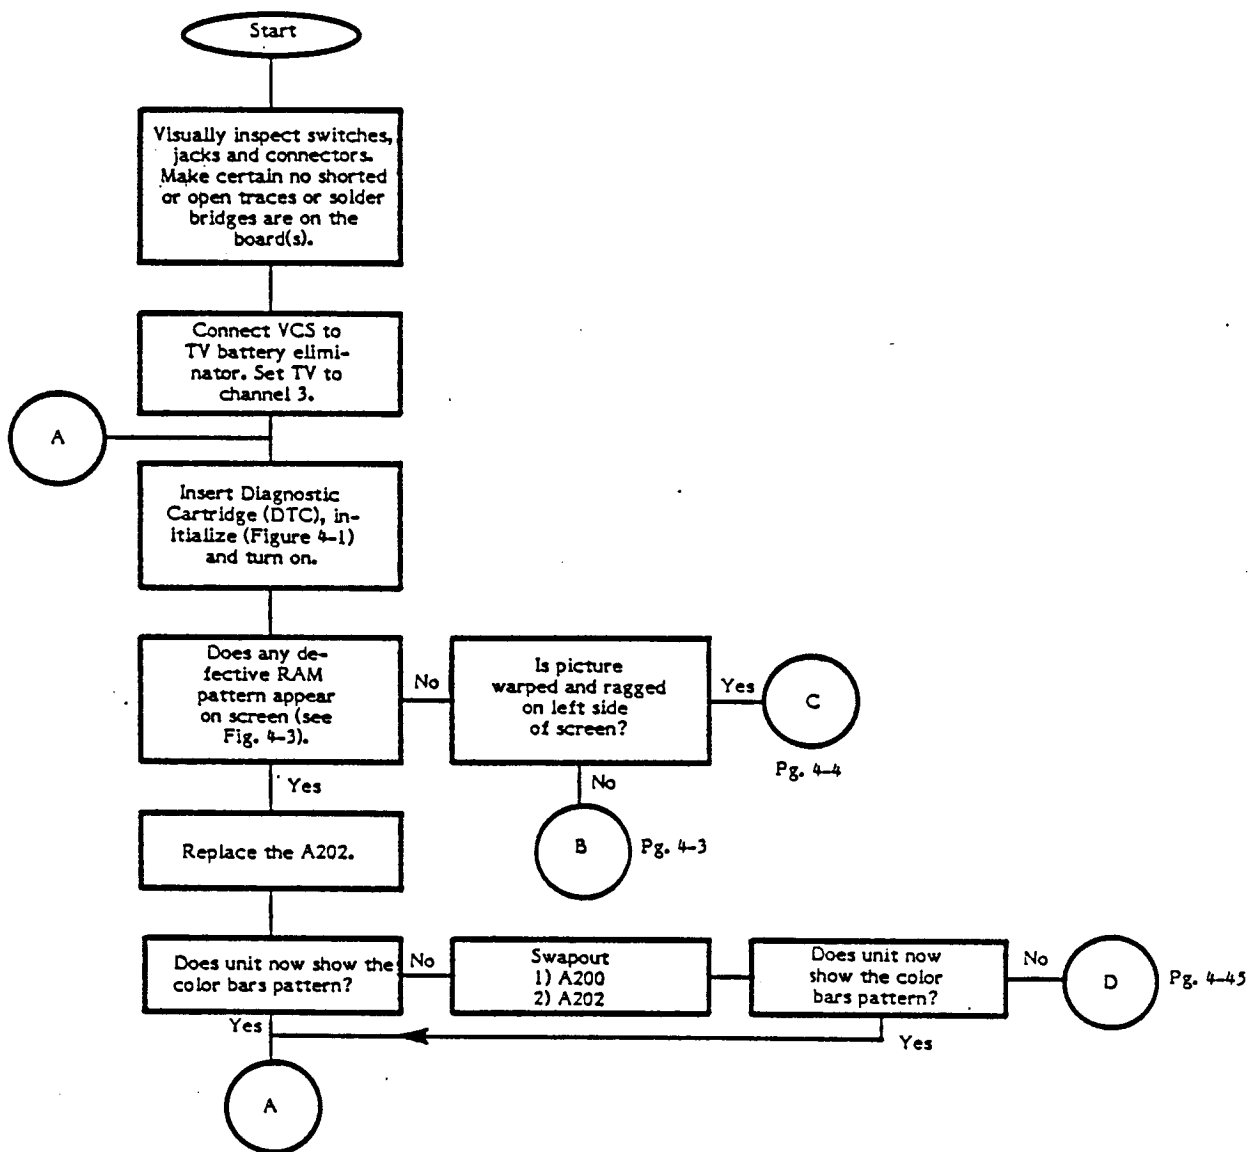 Start
Visually inspect switches,
jacks and connectors.
Make certain no shorted
or open traces or solder
bridges are on the
board(s).
Connect VCS to
TV battery elimi-
nator. Set TV to
channel 3.
A
Insert Diagnostic
Cartridge (DTC), in-
itialize (Figure 4-1)
and turn on.
Does any de-
fective RAM
pattern appear
on screen (see
Fig. 4-3).
No
Is picture
warped and ragged
on left side
of screen?
Yes
C
Pg. 4-4
Yes
No
B
Pg. 4-3
Replace the A202.
Does unit now show the
color bars pattern?
No
Swapout
1) A200
2) A202
Does unit now
show the color
bars pattern?
No
D
Pg. 4-45
Yes
Yes
A